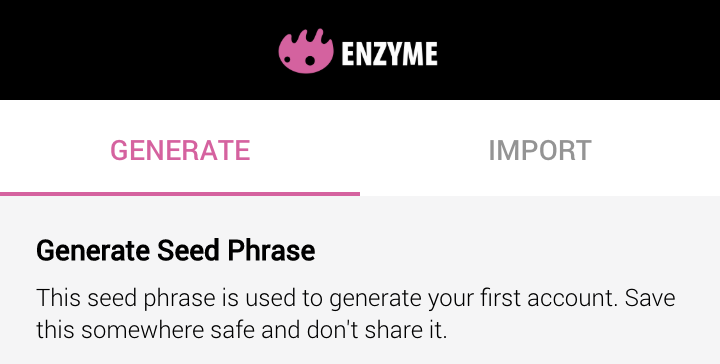 ENZYME
GENERATE
IMPORT
Generate Seed Phrase
This seed phrase is used to generate your first account. Save
this somewhere safe and don't share it.